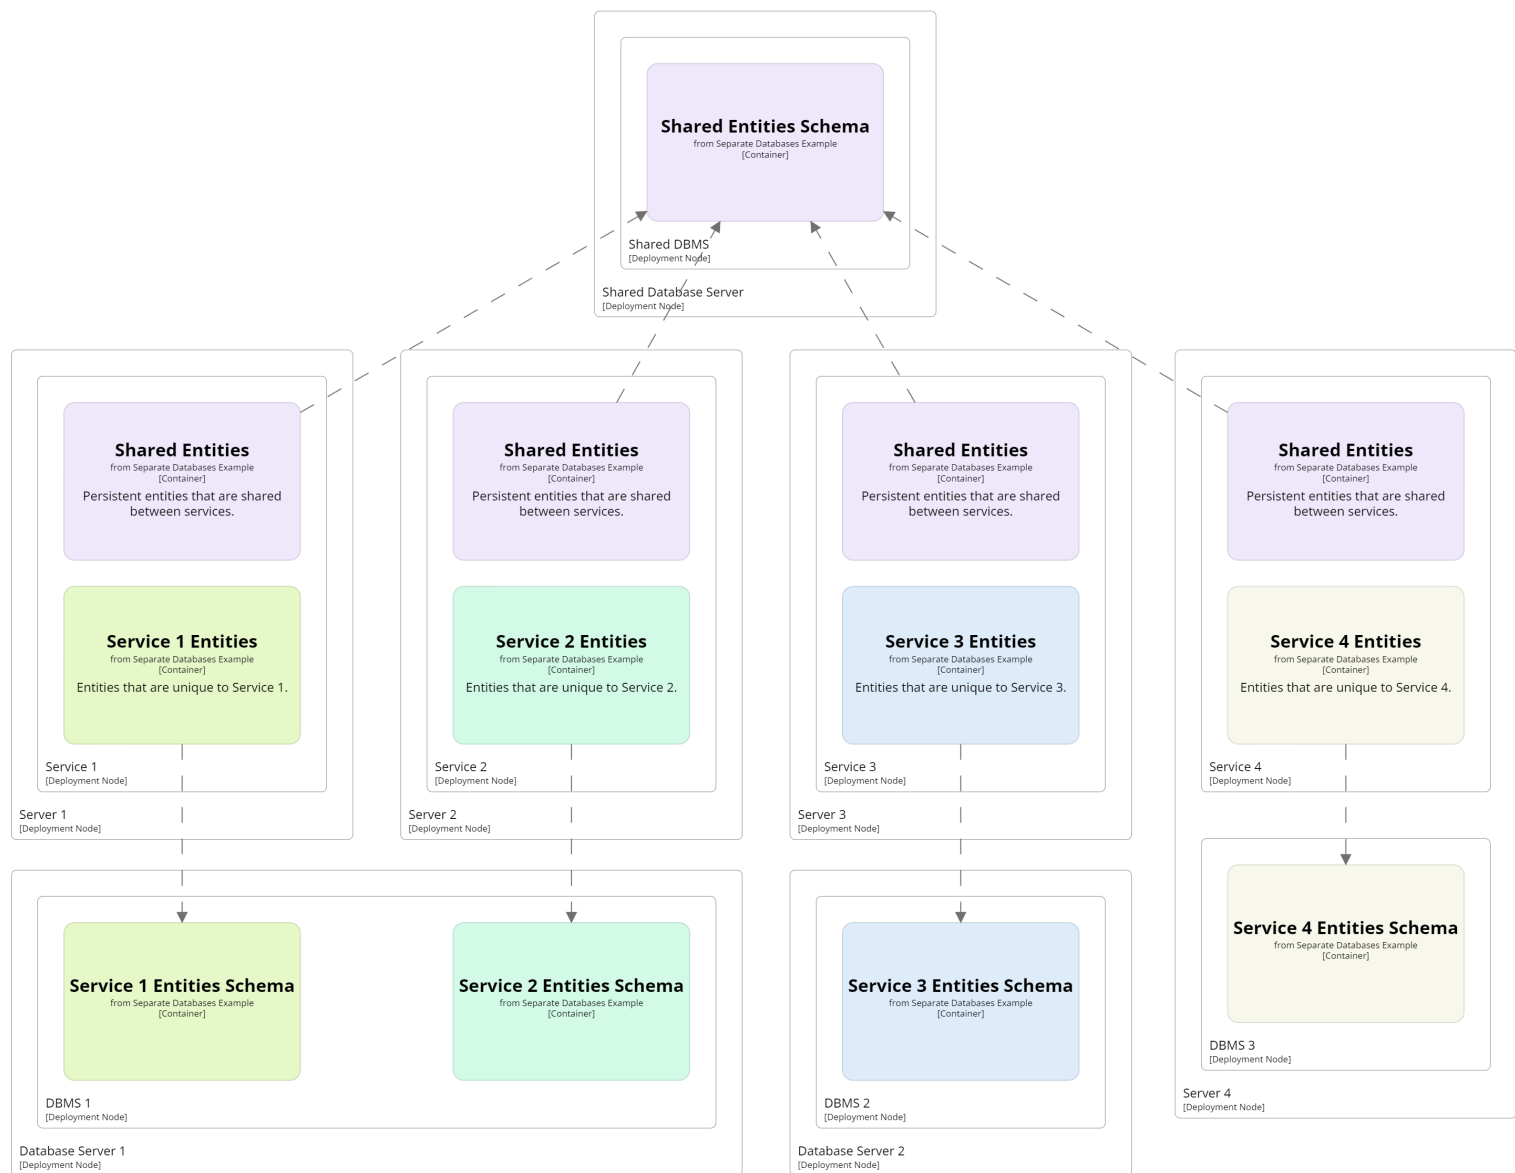 Shared Entities Schema
from Separate Databases Example
[Container]
Shared DBMS
[Deployment Node]
Shared Database Server
[Deployment Node]
Shared Entities
from Separate Databases Example
[Container]
Persistent entities that are shared
between services.
Service 1 Entities
from Separate Databases Example
[Container]
Entities that are unique to Service 1.
Service 1
[Deployment Node]
Server 1
[Deployment Node]
Shared Entities
from Separate Databases Example
[Container]
Persistent entities that are shared
between services.
Service 2 Entities
from Separate Databases Example
[Container]
Entities that are unique to Service 2.
Service 2
[Deployment Node]
Server 2
[Deployment Node]
Shared Entities
from Separate Databases Example
[Container]
Persistent entities that are shared
between services.
Service 3 Entities
from Separate Databases Example
[Container]
Entities that are unique to Service 3.
Service 3
[Deployment Node]
Server 3
[Deployment Node]
Shared Entities
from Separate Databases Example
[Container]
Persistent entities that are shared
between services.
Service 4 Entities
from Separate Databases Example
[Container]
Entities that are unique to Service 4.
Service 4
[Deployment Node]
Service 1 Entities Schema
from Separate Databases Example
[Container]
Service 2 Entities Schema
from Separate Databases Example
[Container]
DBMS 1
[Deployment Node]
Database Server 1
[Deployment Node]
Service 3 Entities Schema
from Separate Databases Example
[Container]
DBMS 2
[Deployment Node]
Database Server 2
[Deployment Node]
Service 4 Entities Schema
from Separate Databases Example
[Container]
DBMS 3
[Deployment Node]
Server 4
[Deployment Node]